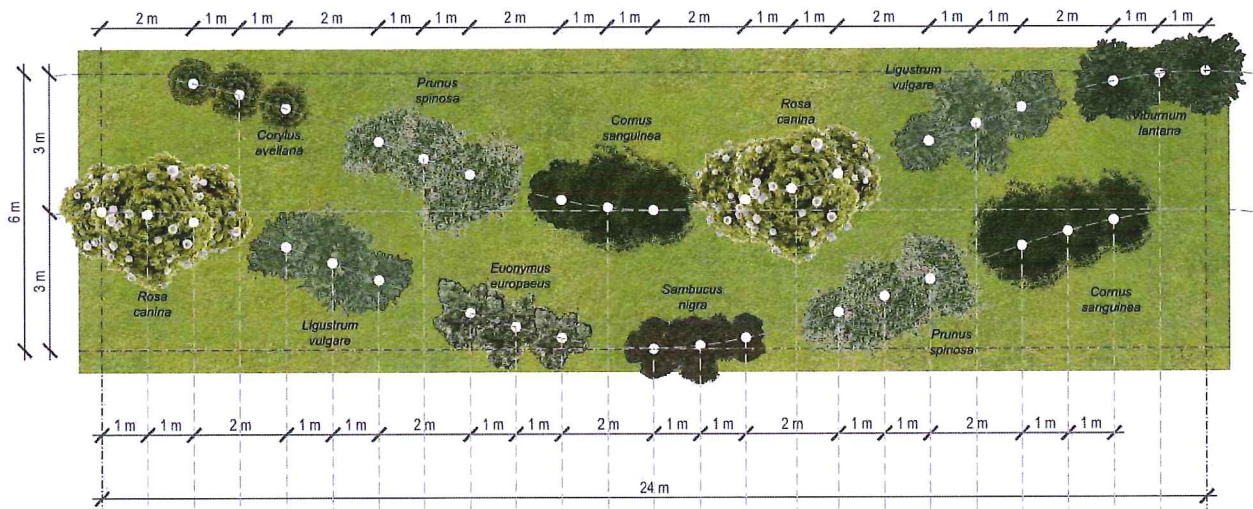 2 m 1 m 1 m 2 m 1 m 1 m 2 m 1 m 1 m 2 m 1 m 1 m 2 m 1 m 1 m 2 m 1 m 1 m
6 m
3 m
3 m
Prunus
spinosa
Ligustrum
vulgare
Corylus
avellana
Cornus
sanguinea
Rosa
canina
Viburnum
lantana
Rosa
canina
Ligustrum
vulgare
Euonymus
europaeus
Sambucus
nigra
Prunus
spinosa
Cornus
sanguinea
1 m 1 m 2 m 1 m 1 m 2 m 1 m 1 m 2 m 1 m 1 m 2 m 1 m 1 m 2 m 1 m 1 m
24 m